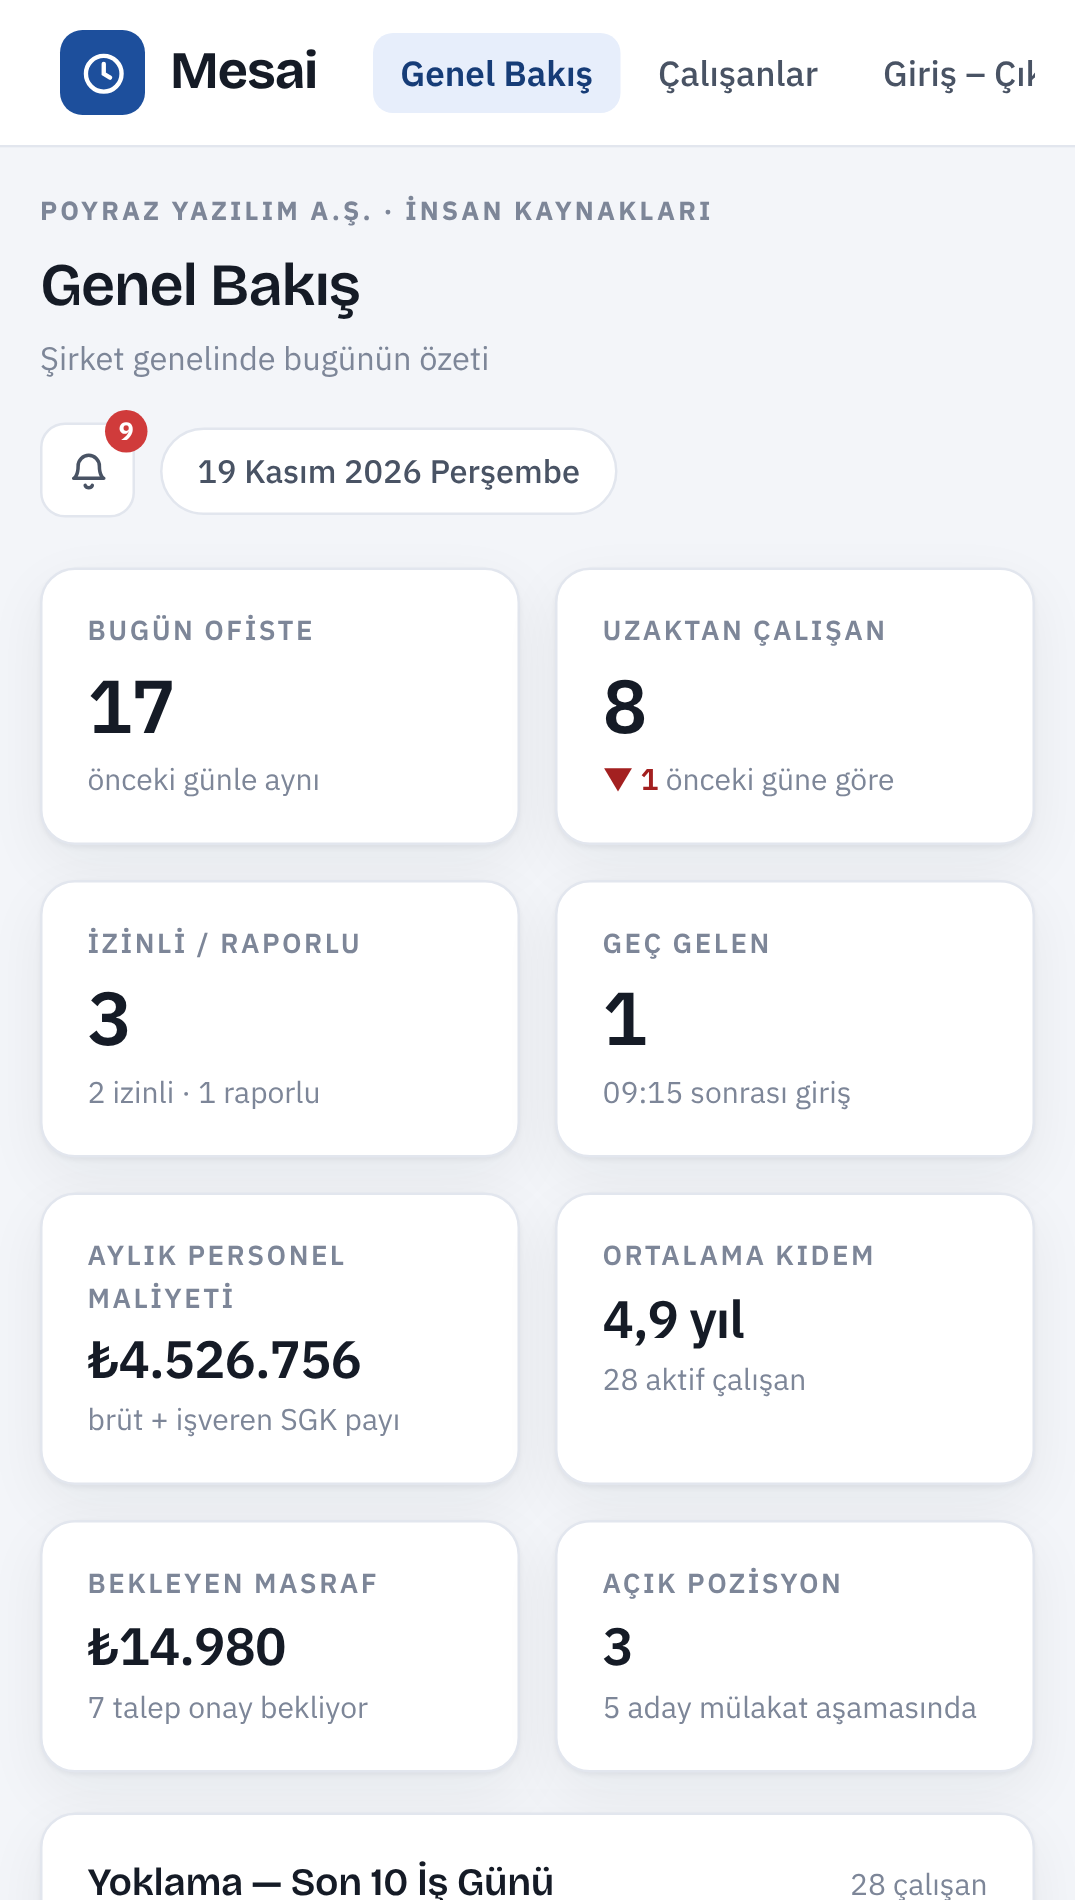 Mesai
Genel Bakış
Çalışanlar
Giriş – Çık
POYRAZ YAZILIM A.Ş. · İNSAN KAYNAKLARI
Genel Bakış
Şirket genelinde bugünün özeti
9
19 Kasım 2026 Perşembe
BUGÜN OFİSTE
17
önceki günle aynı
UZAKTAN ÇALIŞAN
8
▼ 1 önceki güne göre
İZİNLİ / RAPORLU
3
2 izinli · 1 raporlu
GEÇ GELEN
1
09:15 sonrası giriş
AYLIK PERSONEL
MALİYETİ
₺4.526.756
brüt + işveren SGK payı
ORTALAMA KIDEM
4,9 yıl
28 aktif çalışan
BEKLEYEN MASRAF
₺14.980
7 talep onay bekliyor
AÇIK POZİSYON
3
5 aday mülakat aşamasında
Yoklama — Son 10 İş Günü
28 çalışan